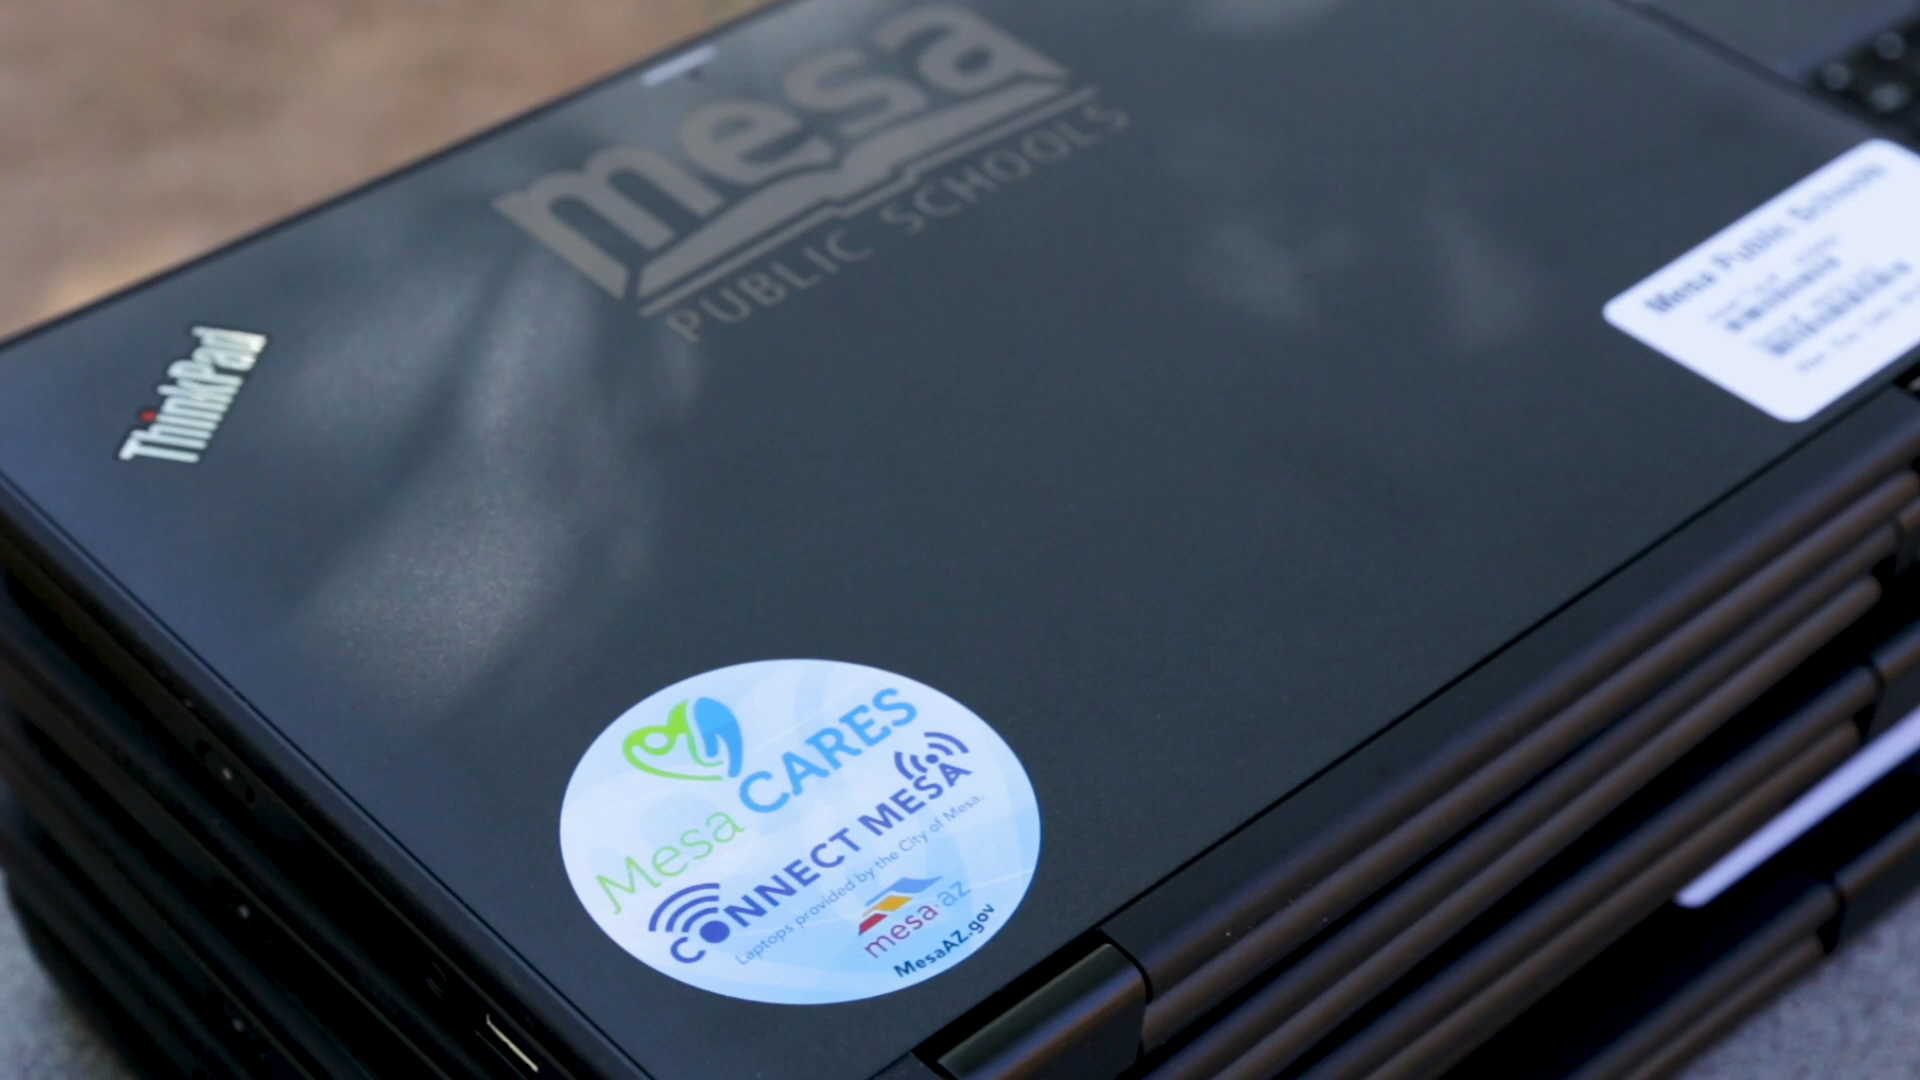 mesa
PUBLIC SCHOOLS
ThinkPad
Mesa Public Schools
Mesa CARES
CONNECT MESA
Laptops provided by the City of Mesa.
mesa·az
MesaAZ.gov